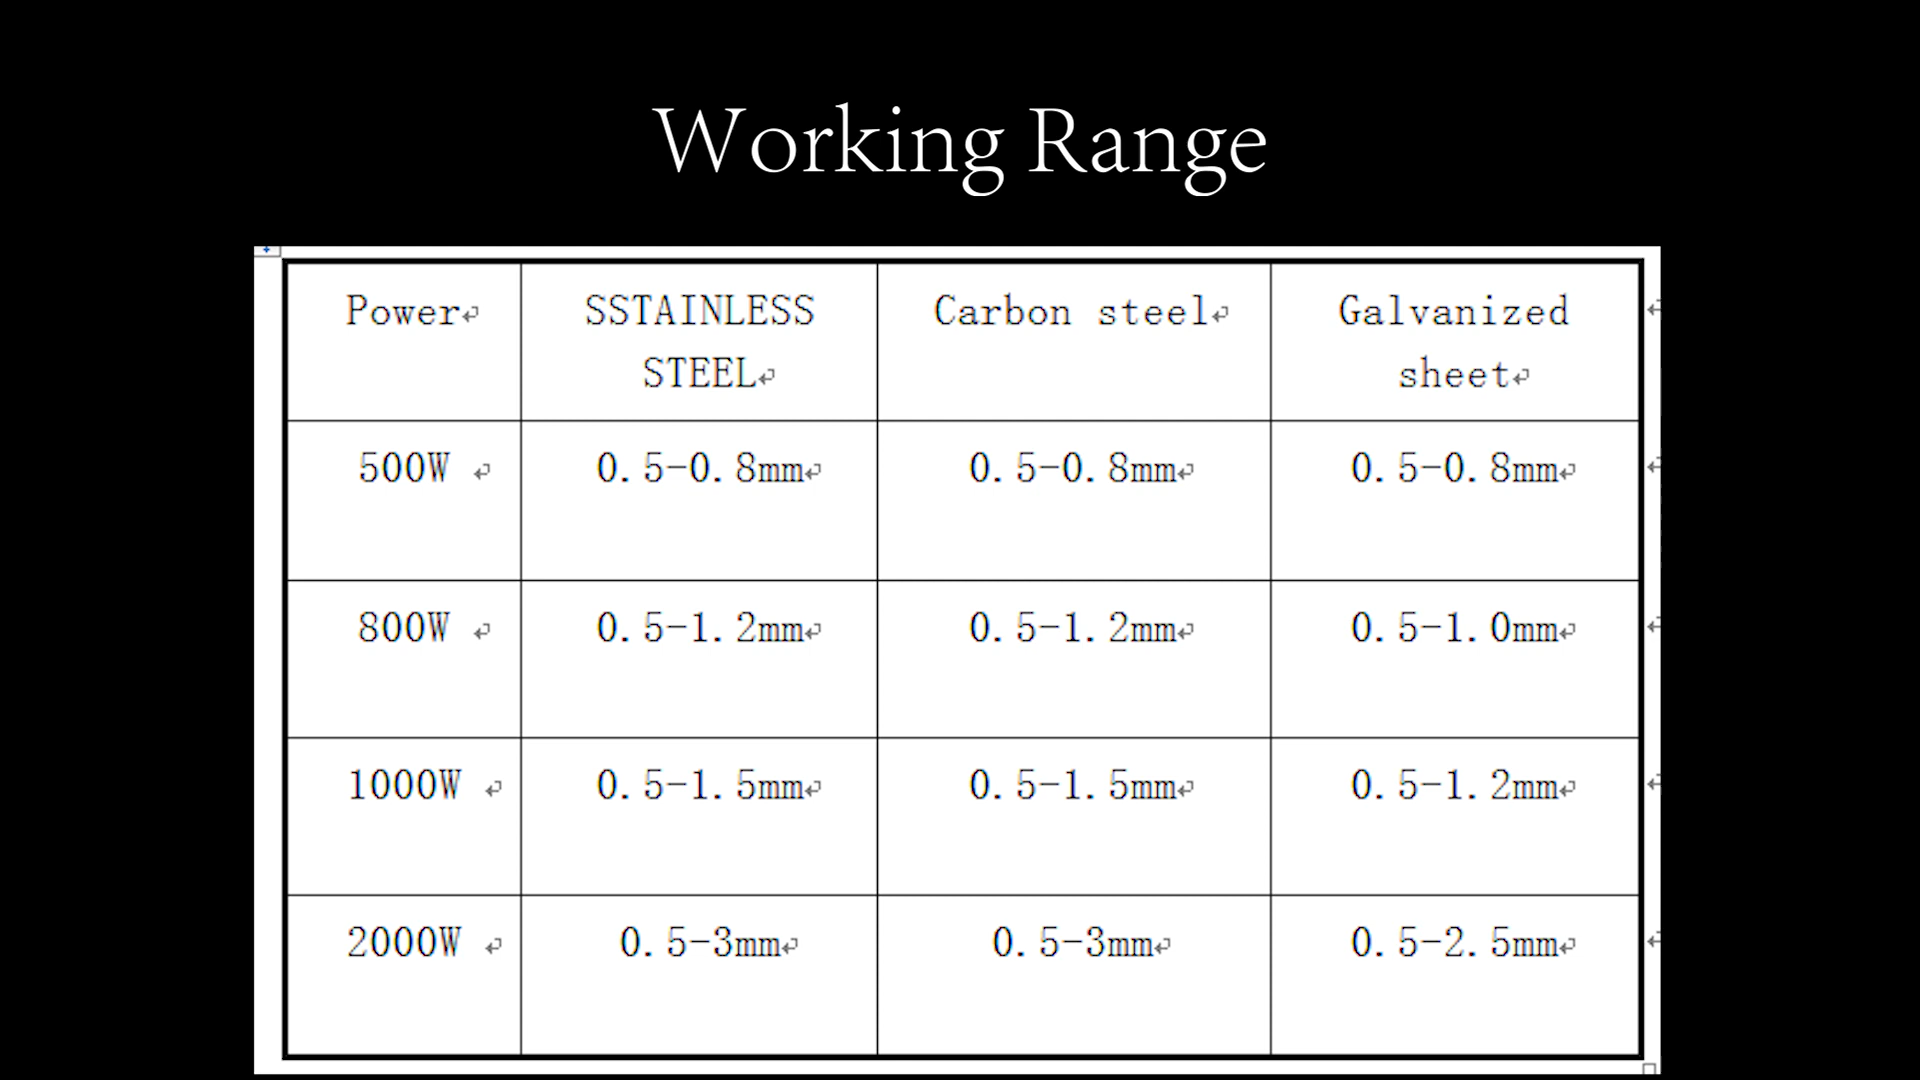 Working Range
Power SSTAINLESS Carbon steel Galvanized
STEEL sheet
500W 0.5-0.8mm 0.5-0.8mm 0.5-0.8mm
800W 0.5-1.2mm 0.5-1.2mm 0.5-1.0mm
1000W 0.5-1.5mm 0.5-1.5mm 0.5-1.2mm
2000W 0.5-3mm 0.5-3mm 0.5-2.5mm